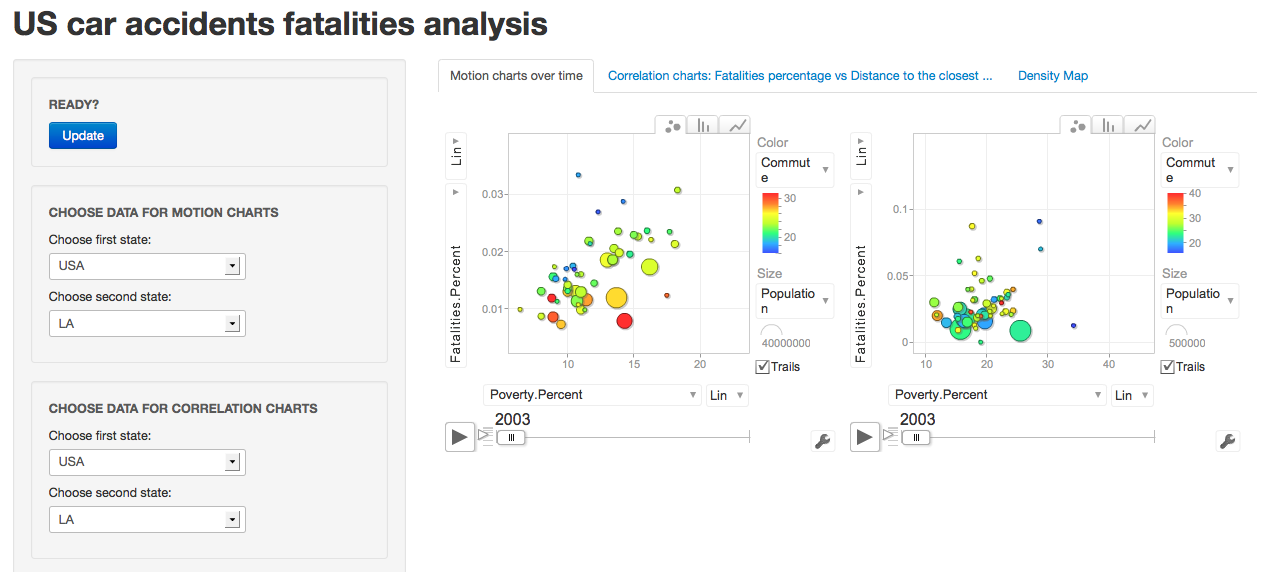 US car accidents fatalities analysis
READY?
Update
CHOOSE DATA FOR MOTION CHARTS
Choose first state:
USA
Choose second state:
LA
CHOOSE DATA FOR CORRELATION CHARTS
Choose first state:
USA
Choose second state:
LA
Motion charts over time
Correlation charts: Fatalities percentage vs Distance to the closest ...
Density Map
Lin
Fatalities.Percent
0.03
0.02
0.01
10
15
20
Color
Commut
e
30
20
Size
Populatio
n
40000000
Trails
Poverty.Percent
Lin
2003
Lin
Fatalities.Percent
0.1
0.05
0
10
20
30
40
Color
Commut
e
40
30
20
Size
Populatio
n
500000
Trails
Poverty.Percent
Lin
2003